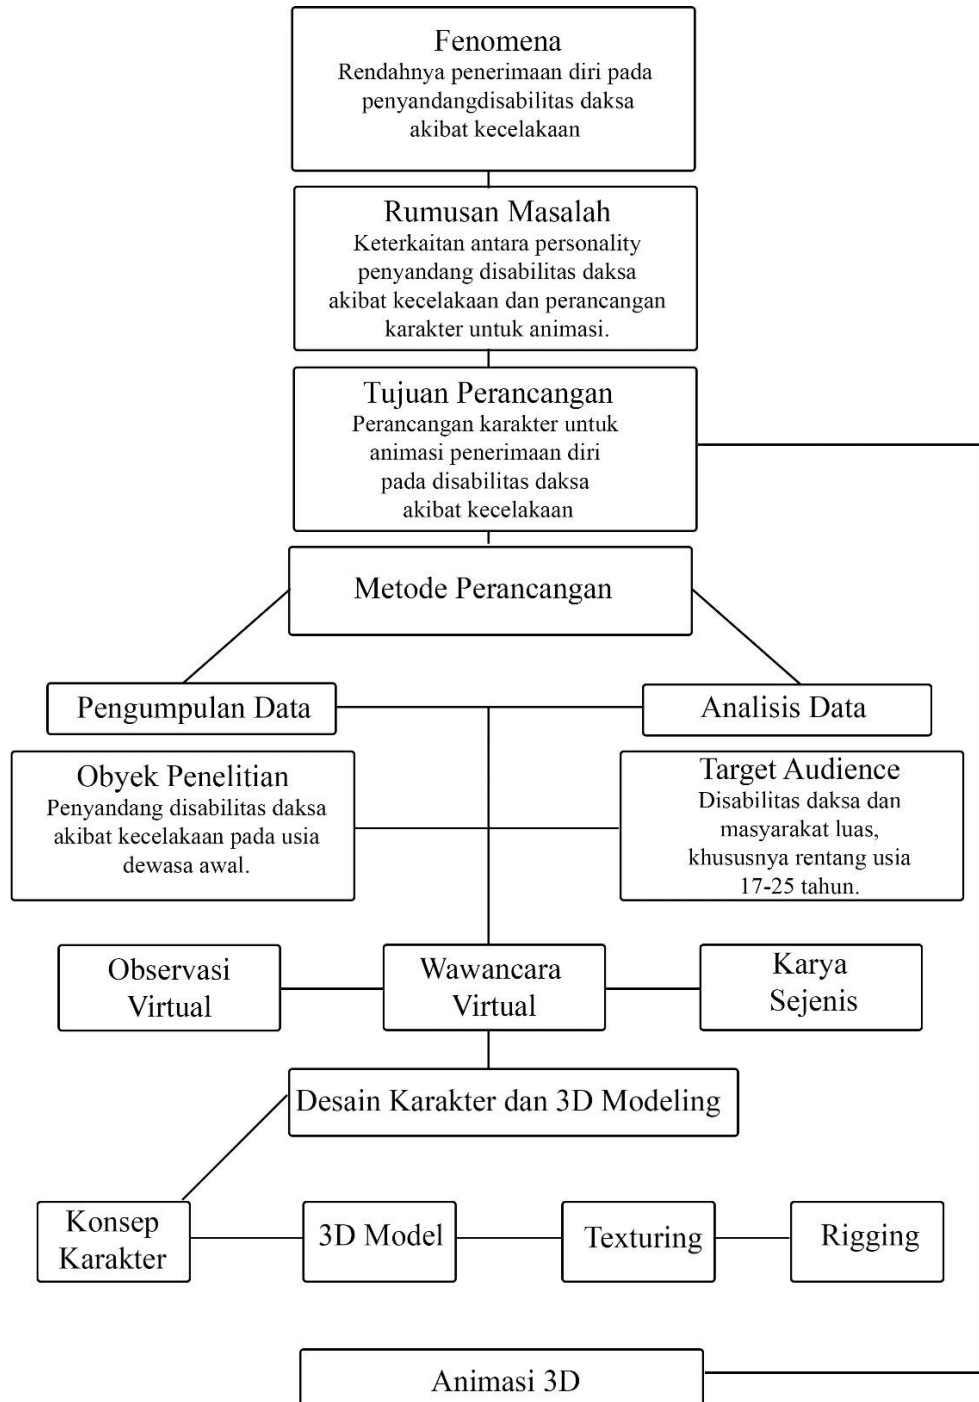 Fenomena
Rendahnya penerimaan diri pada
penyandangdisabilitas daksa
akibat kecelakaan
Rumusan Masalah
Keterkaitan antara personality
penyandang disabilitas daksa
akibat kecelakaan dan perancangan
karakter untuk animasi.
Tujuan Perancangan
Perancangan karakter untuk
animasi penerimaan diri
pada disabilitas daksa
akibat kecelakaan
Metode Perancangan
Pengumpulan Data
Analisis Data
Obyek Penelitian
Penyandang disabilitas daksa
akibat kecelakaan pada usia
dewasa awal.
Target Audience
Disabilitas daksa dan
masyarakat luas,
khususnya rentang usia
17-25 tahun.
Observasi
Virtual
Wawancara
Virtual
Karya
Sejenis
Desain Karakter dan 3D Modeling
Konsep
Karakter
3D Model
Texturing
Rigging
Animasi 3D